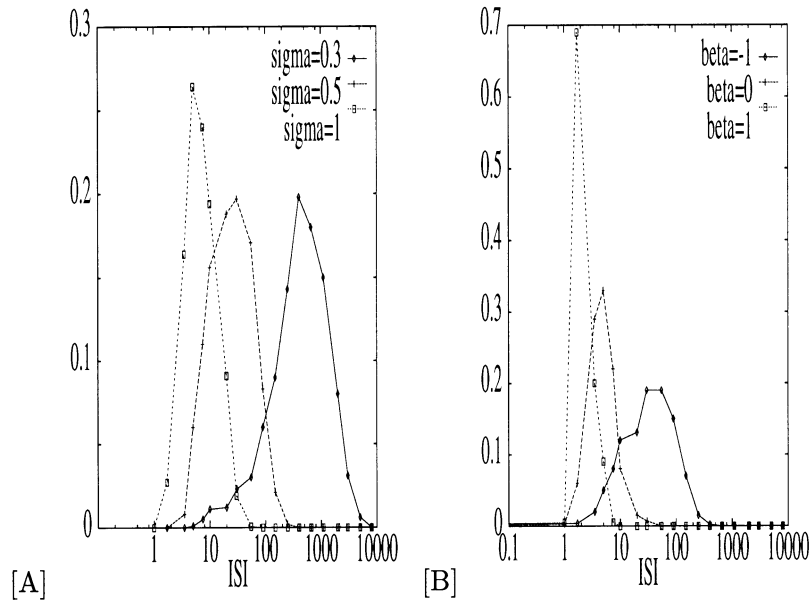 0.3
sigma=0.3
sigma=0.5
sigma=1
0.2
0.1
0
1 10 100 1000 10000
ISI
[A]
0.7
beta=-1
beta=0
beta=1
0.6
0.5
0.4
0.3
0.2
0.1
0
0.1 1 10 100 1000 10000
ISI
[B]